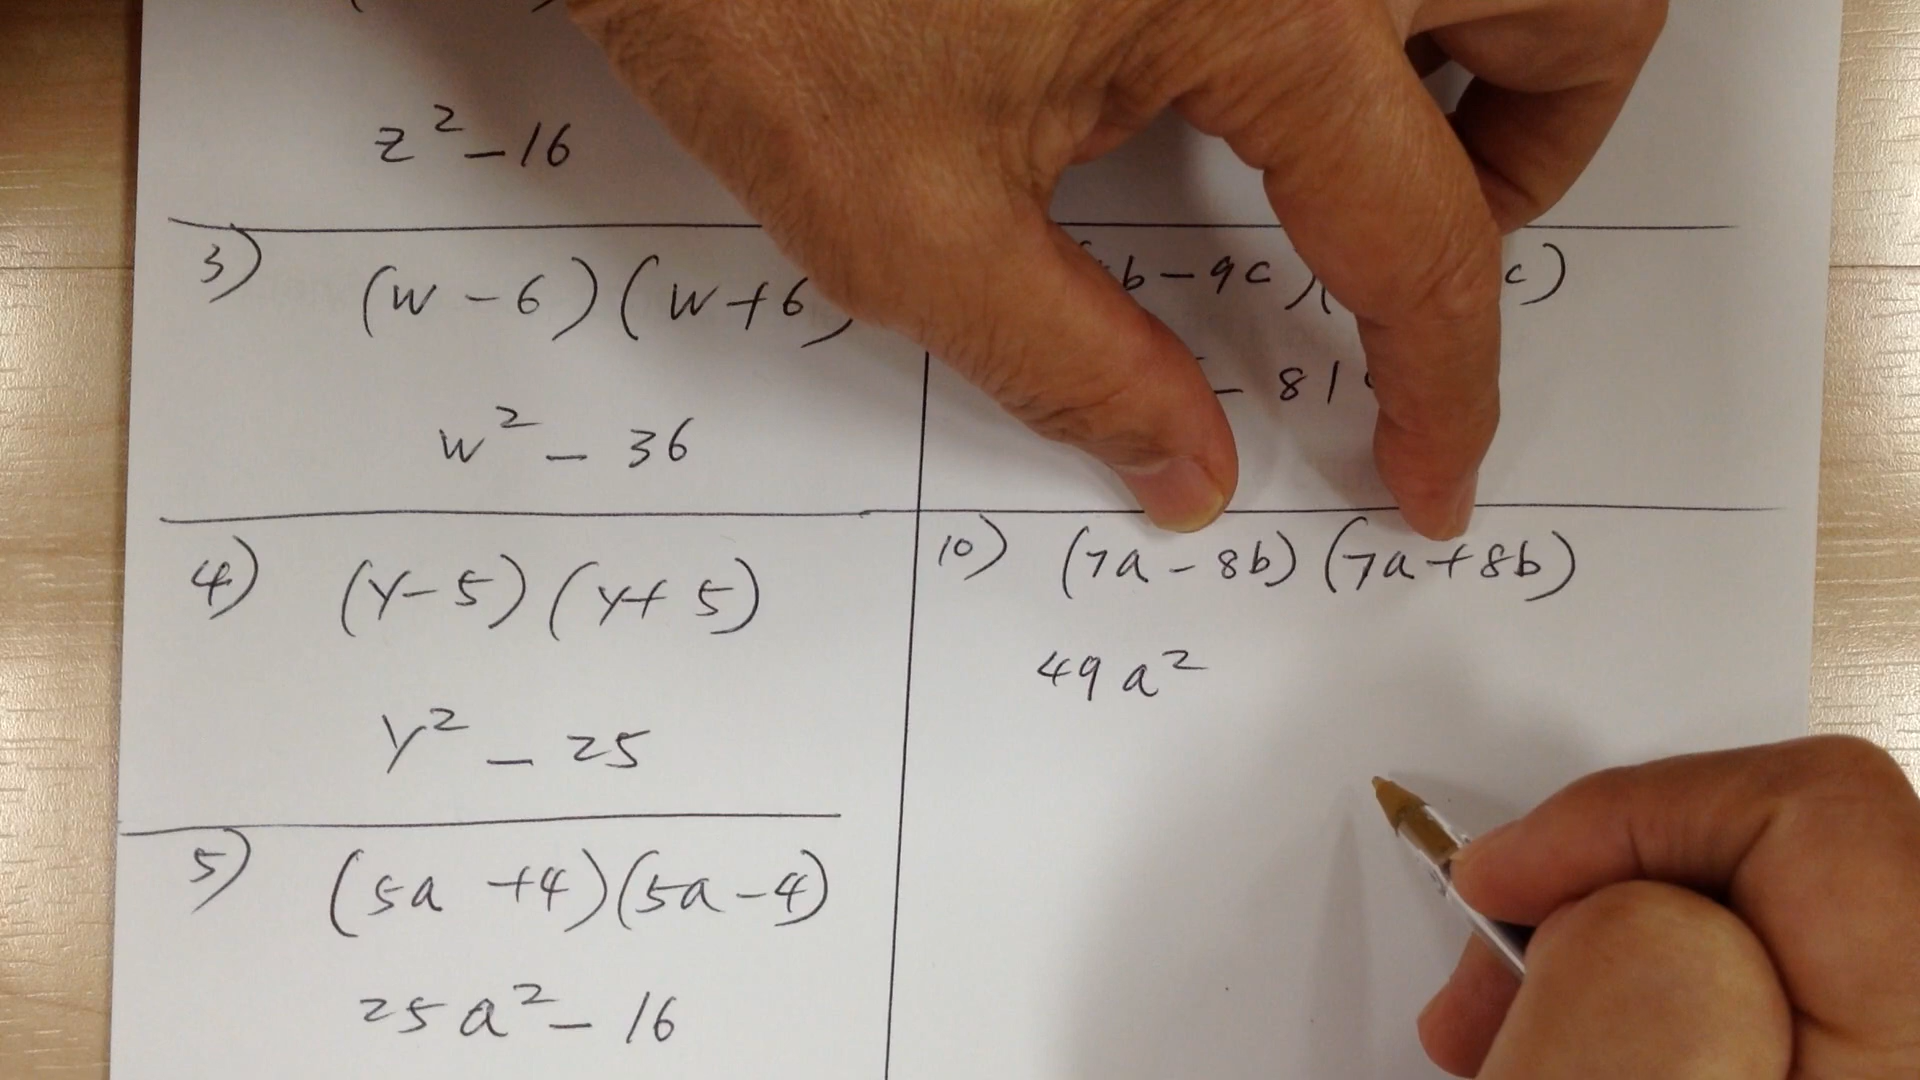 z² - 16
3) (w - 6)(w + 6)
w² - 36
4) (y - 5)(y + 5)
y² - 25
5) (5a + 4)(5a - 4)
25a² - 16
b - 9c)( c)
- 81
10) (7a - 8b)(7a + 8b)
49a²